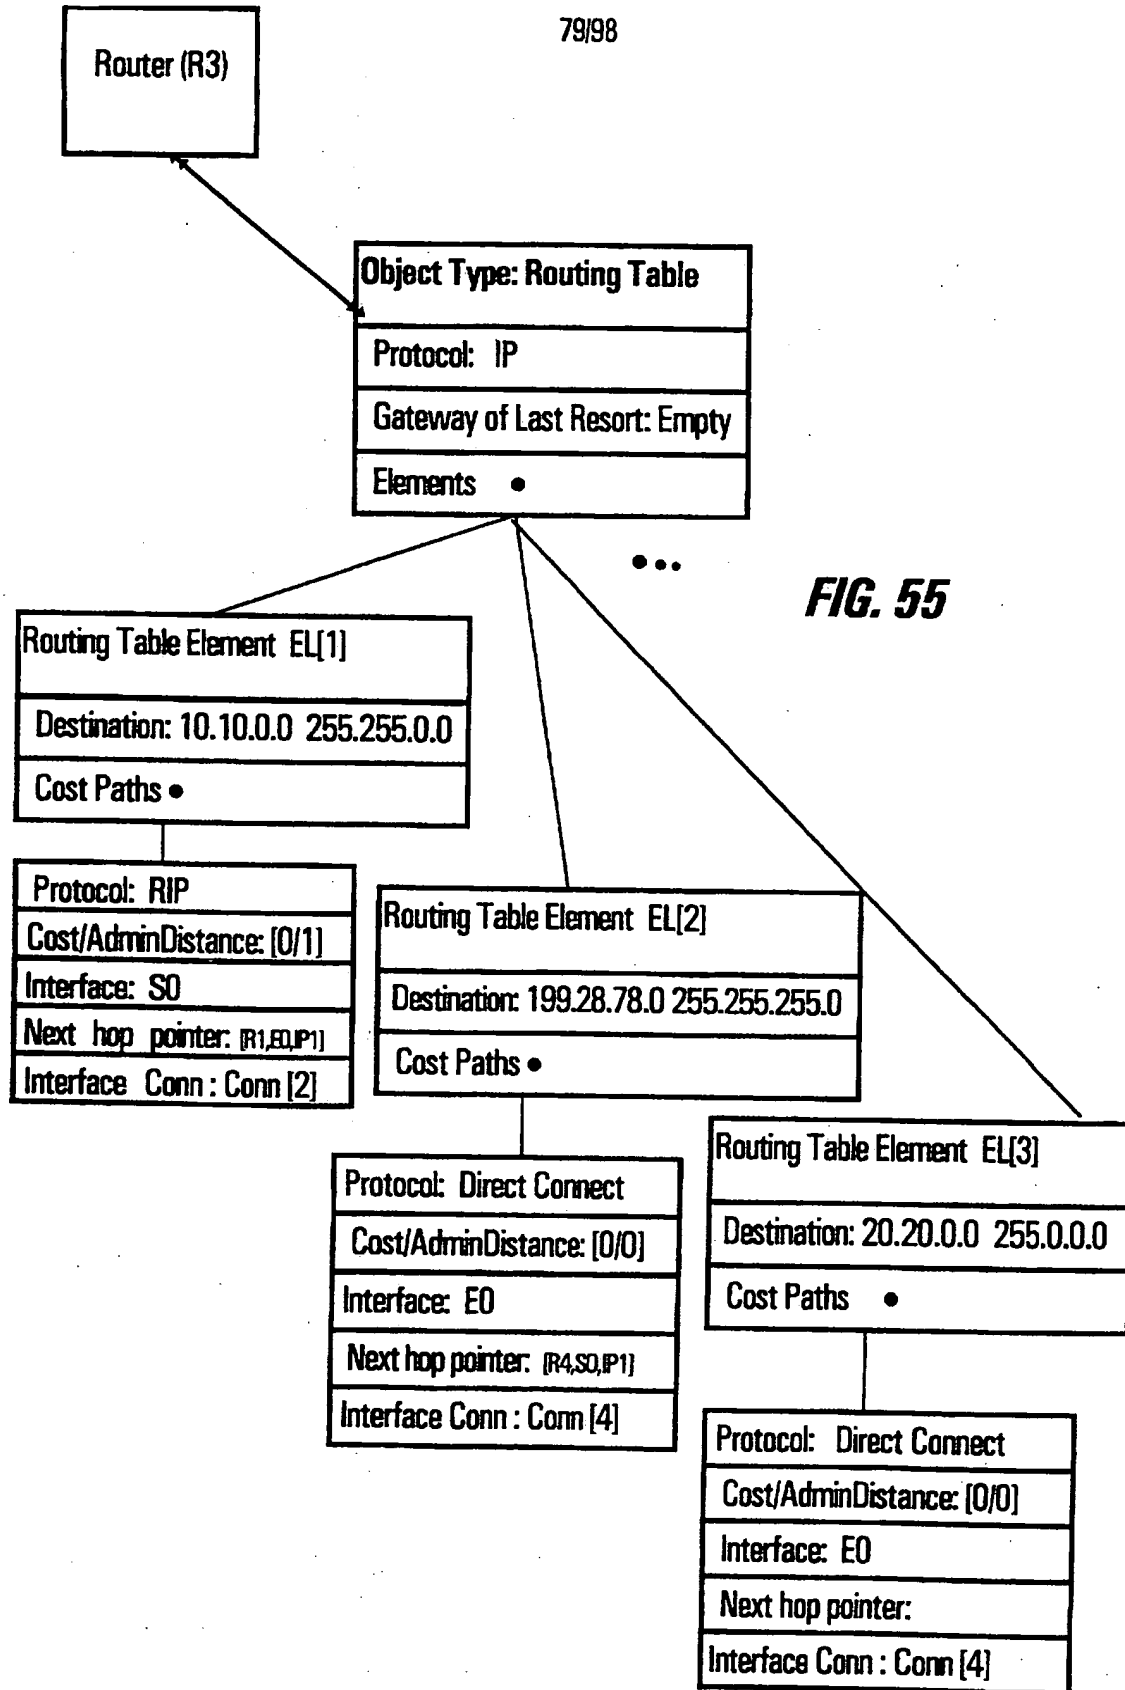 79/98
Router (R3)
Object Type: Routing Table
Protocol: IP
Gateway of Last Resort: Empty
Elements •
•••
FIG. 55
Routing Table Element EL[1]
Destination: 10.10.0.0 255.255.0.0
Cost Paths •
Protocol: RIP
Cost/AdminDistance: [0/1]
Interface: S0
Next hop pointer: [R1,E0,IP1]
Interface Conn : Conn [2]
Routing Table Element EL[2]
Destination: 199.28.78.0 255.255.255.0
Cost Paths •
Protocol: Direct Connect
Cost/AdminDistance: [0/0]
Interface: E0
Next hop pointer: [R4,S0,IP1]
Interface Conn : Conn [4]
Routing Table Element EL[3]
Destination: 20.20.0.0 255.0.0.0
Cost Paths •
Protocol: Direct Connect
Cost/AdminDistance: [0/0]
Interface: E0
Next hop pointer:
Interface Conn : Conn [4]